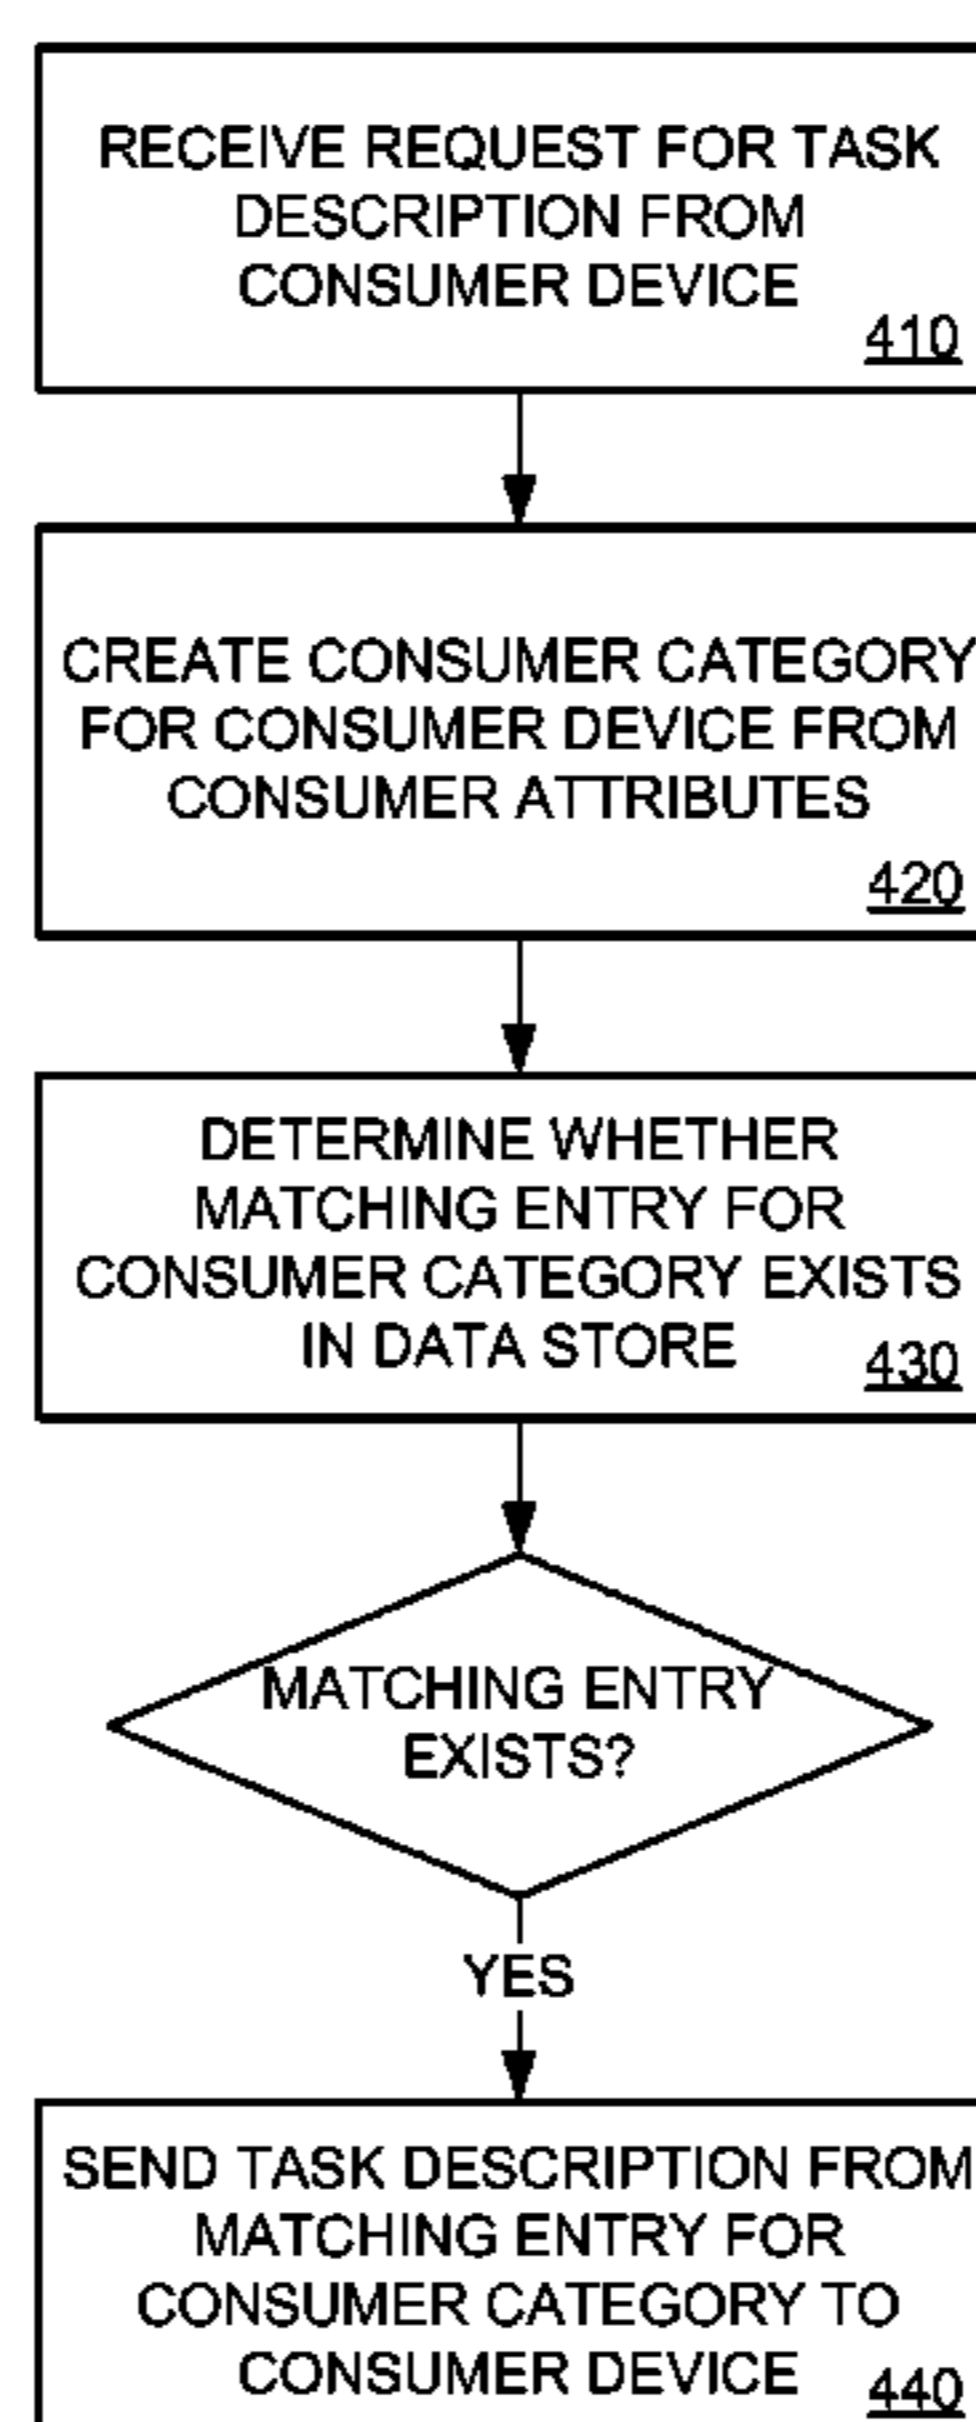 RECEIVE REQUEST FOR TASK
DESCRIPTION FROM
CONSUMER DEVICE
410
CREATE CONSUMER CATEGORY
FOR CONSUMER DEVICE FROM
CONSUMER ATTRIBUTES
420
DETERMINE WHETHER
MATCHING ENTRY FOR
CONSUMER CATEGORY EXISTS
IN DATA STORE
430
MATCHING ENTRY
EXISTS?
YES
SEND TASK DESCRIPTION FROM
MATCHING ENTRY FOR
CONSUMER CATEGORY TO
CONSUMER DEVICE
440